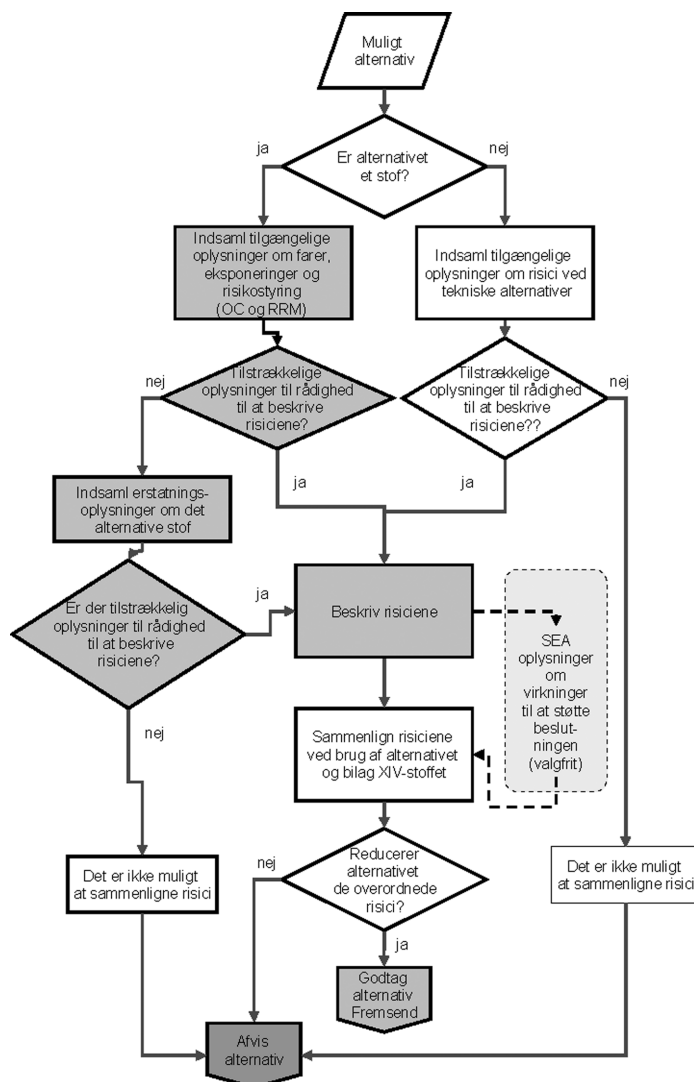 Muligt
alternativ
ja
nej
Er alternativet
et stof?
Indsaml tilgængelige
oplysninger om farer,
eksponeringer og
risikostyring
(OC og RRM)
Indsaml tilgængelige
oplysninger om risici ved
tekniske alternativer
nej
Tilstrækkelige
oplysninger til rådighed
til at beskrive
risiciene?
Tilstrækkelige
oplysninger til rådighed
til at beskrive
risiciene??
nej
ja
ja
Indsaml erstatnings-
oplysninger om det
alternative stof
Er der tilstrækkelig
oplysninger til rådighed
til at beskrive
risiciene?
ja
Beskriv risiciene
SEA
oplysninger
om
virkninger
til at støtte
beslut-
ningen
(valgfrit)
nej
Sammenlign risiciene
ved brug af alternativet
og bilag XIV-stoffet
Det er ikke muligt
at sammenligne risici
nej
Reducerer
alternativet
de overordnede
risici?
Det er ikke muligt
at sammenligne risici
ja
Godtag
alternativ
Fremsend
Afvis
alternativ